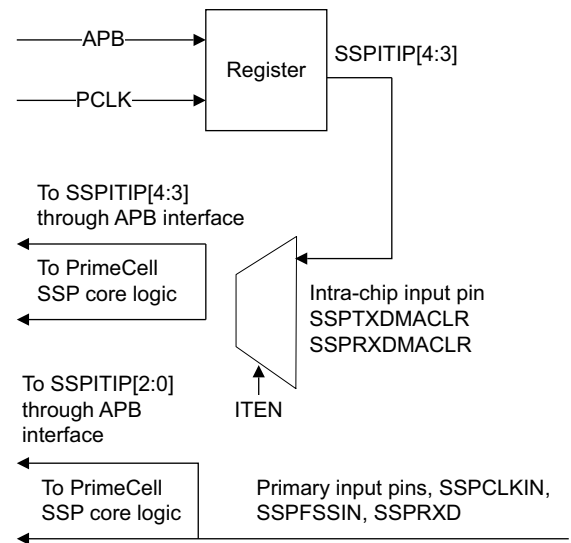 APB
PCLK
Register
SSPITIP[4:3]
To SSPITIP[4:3]
through APB interface
To PrimeCell
SSP core logic
Intra-chip input pin
SSPTXDMACLR
SSPRXDMACLR
ITEN
To SSPITIP[2:0]
through APB
interface
To PrimeCell
SSP core logic
Primary input pins, SSPCLKIN,
SSPFSSIN, SSPRXD